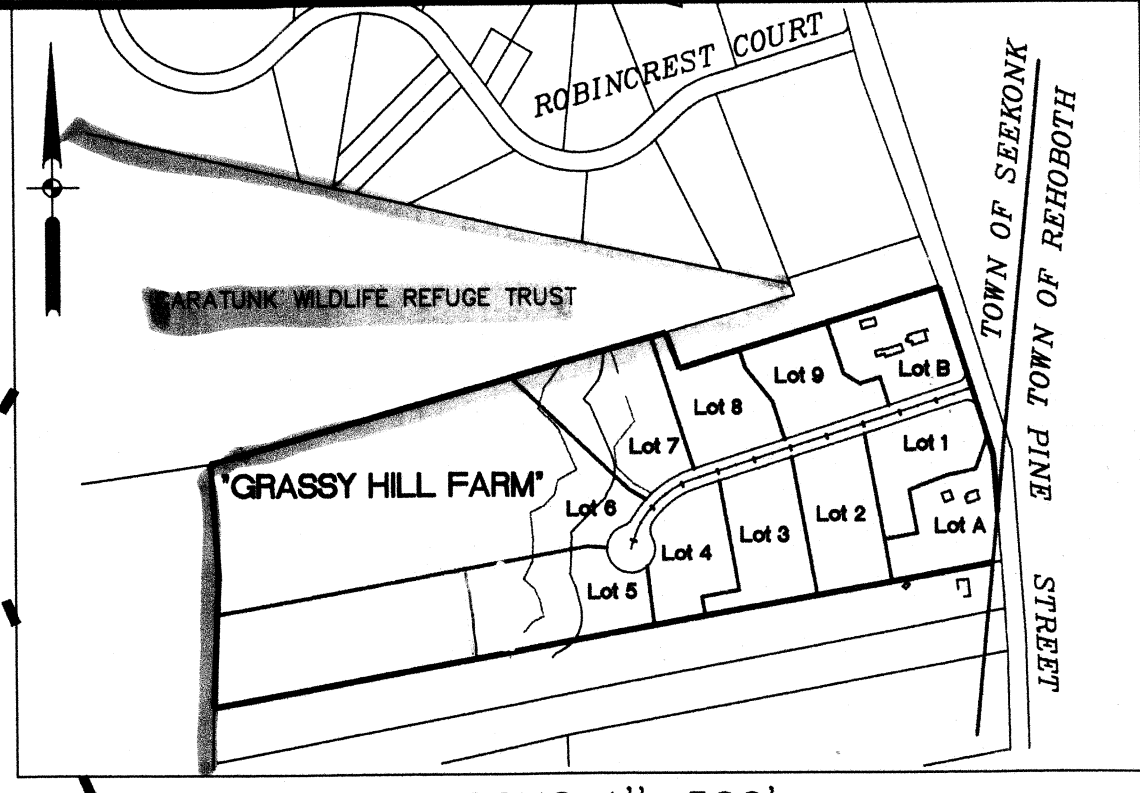 ROBINCREST COURT
TOWN OF SEEKONK
TOWN OF REHOBOTH
CARATUNK WILDLIFE REFUGE TRUST
PINE STREET
Lot B
Lot 9
Lot 8
Lot 7
Lot 1
"GRASSY HILL FARM"
Lot 6
Lot 2
Lot A
Lot 3
Lot 4
Lot 5